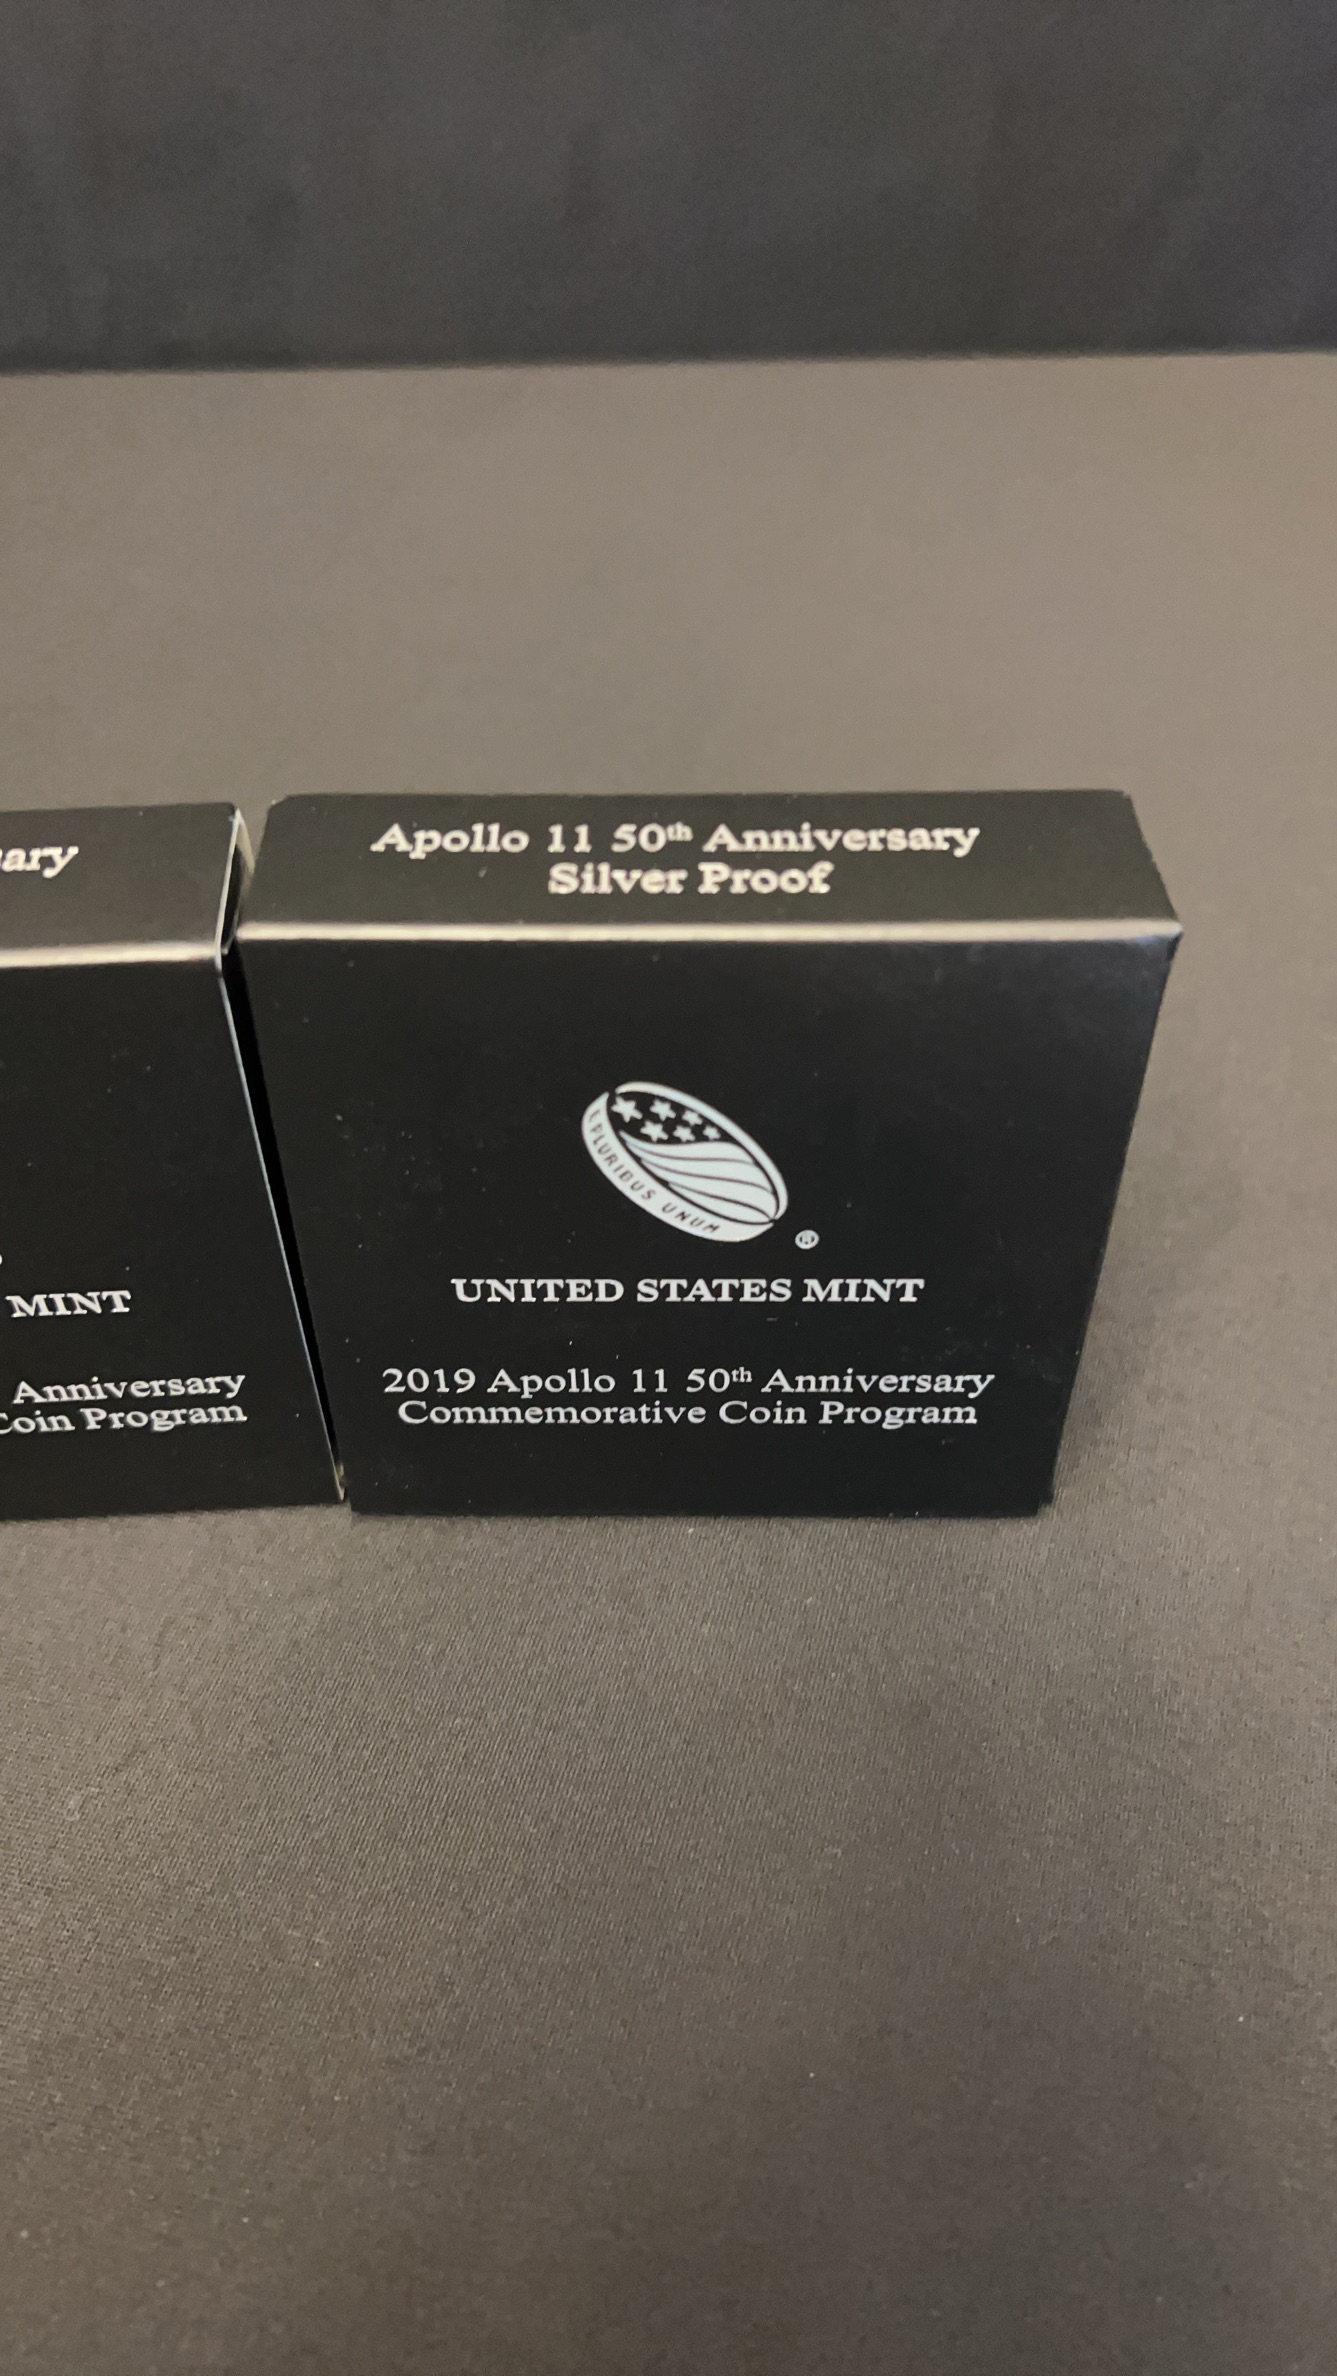 Apollo 11 50th Anniversary
Silver Proof
E PLURIBUS UNUM
®
UNITED STATES MINT
2019 Apollo 11 50th Anniversary
Commemorative Coin Program
MINT
Anniversary
Coin Program